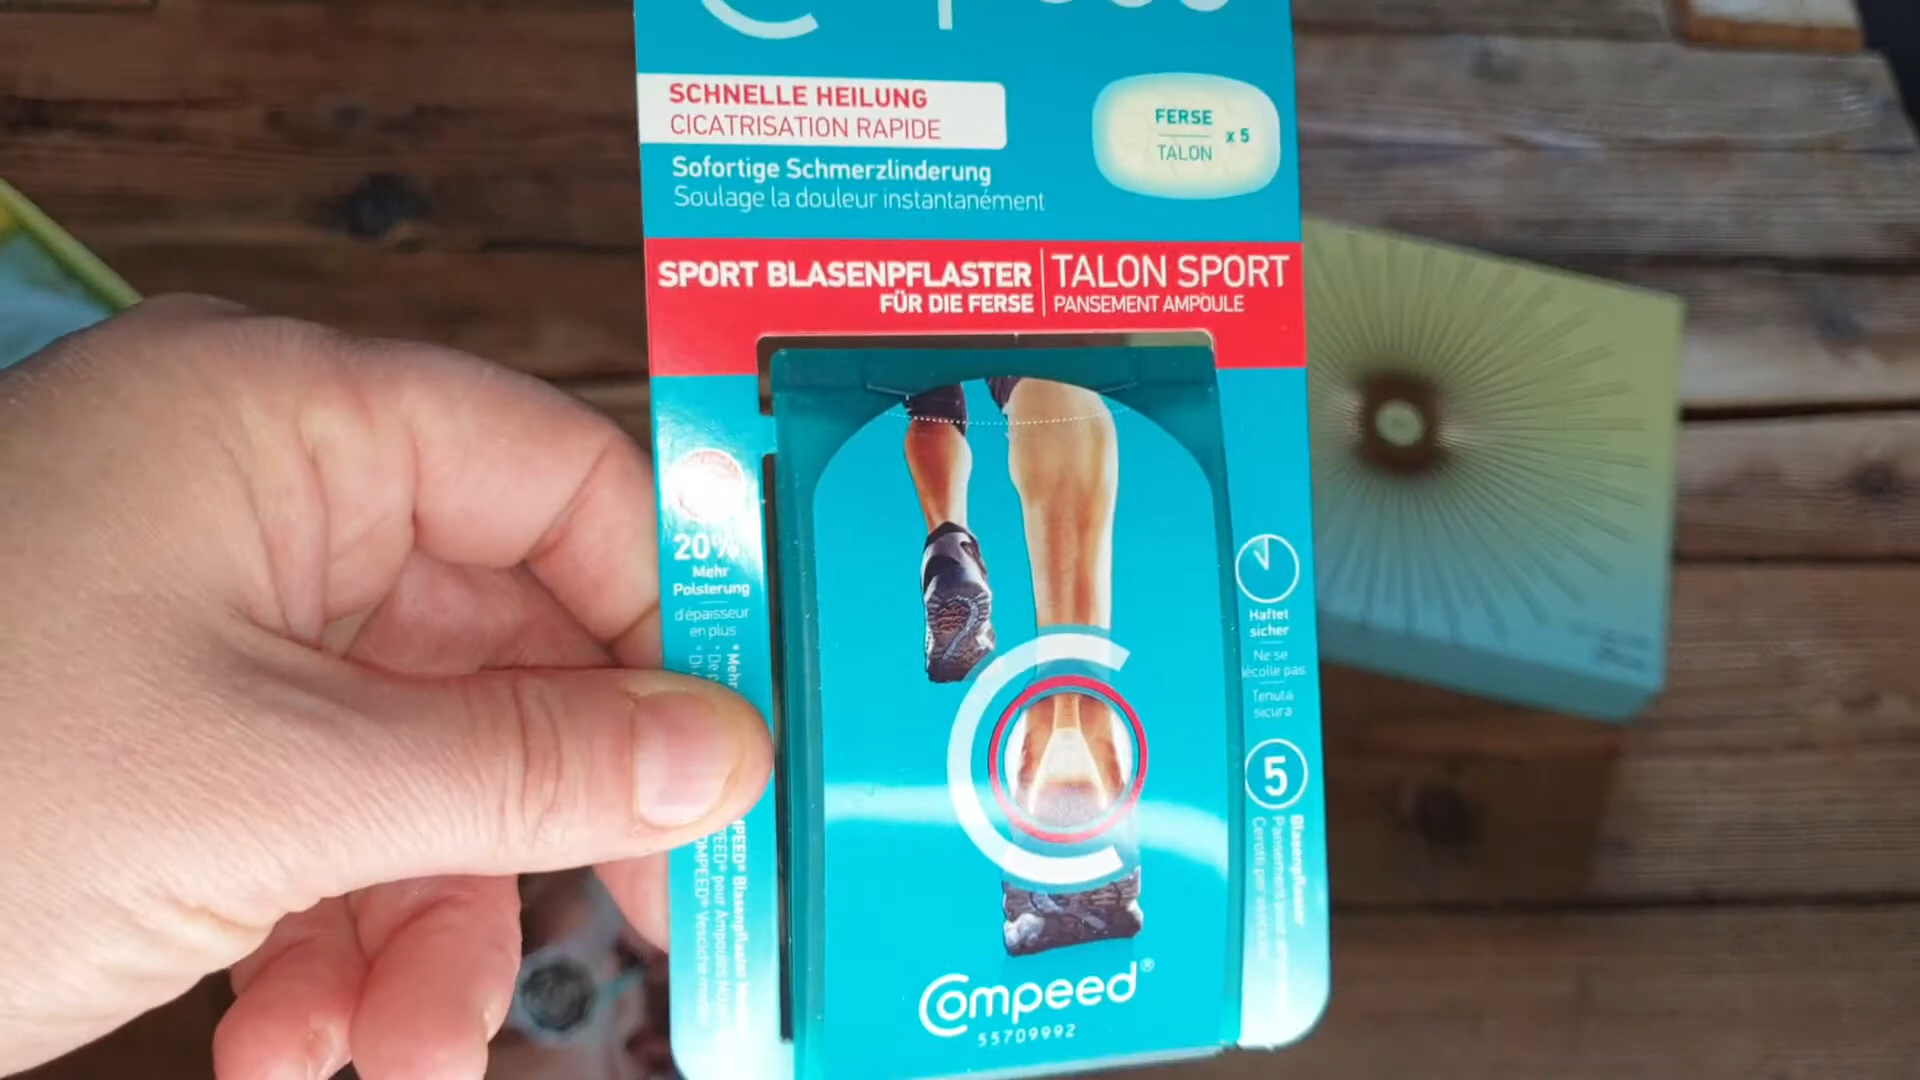 SCHNELLE HEILUNG
CICATRISATION RAPIDE
Sofortige Schmerzlinderung
Soulage la douleur instantanément
FERSE
TALON
x 5
SPORT BLASENPFLASTER
FÜR DIE FERSE
TALON SPORT
PANSEMENT AMPOULE
20%
Mehr
Polsterung
d'épaisseur
en plus
Haftet
sicher
Ne se
décolle pas
Tenuta
sicura
5
Blasenpflaster
Compeed®
55709992